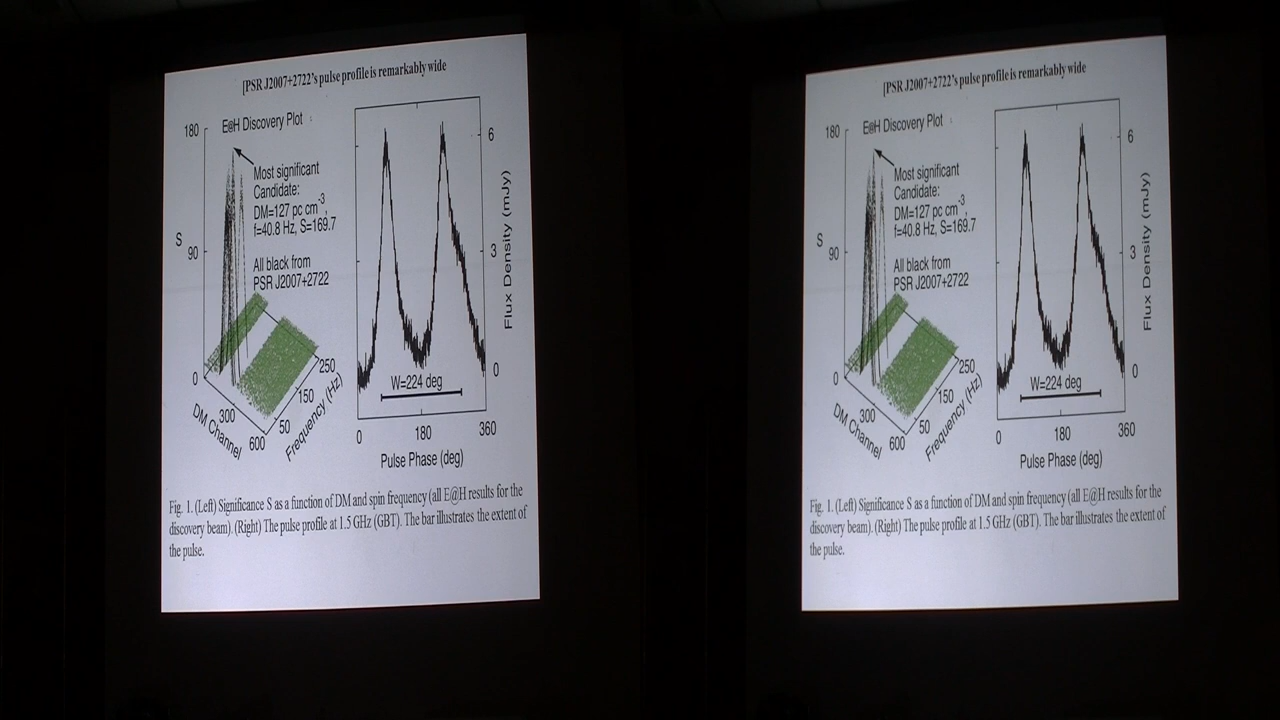 [PSR J2007+2722's pulse profile is remarkably wide
E@H Discovery Plot
180
90
0
S
Most significant
Candidate:
DM=127 pc cm-3,
f=40.8 Hz, S=169.7
All black from
PSR J2007+2722
DM Channel
300
600
50
150
250
Frequency (Hz)
6
3
0
Flux Density (mJy)
W=224 deg
0
180
360
Pulse Phase (deg)
Fig. 1. (Left) Significance S as a function of DM and spin frequency (all E@H results for the
discovery beam). (Right) The pulse profile at 1.5 GHz (GBT). The bar illustrates the extent of
the pulse.
[PSR J2007+2722's pulse profile is remarkably wide
E@H Discovery Plot
180
90
0
S
Most significant
Candidate:
DM=127 pc cm-3,
f=40.8 Hz, S=169.7
All black from
PSR J2007+2722
DM Channel
300
600
50
150
250
Frequency (Hz)
6
3
0
Flux Density (mJy)
W=224 deg
0
180
360
Pulse Phase (deg)
Fig. 1. (Left) Significance S as a function of DM and spin frequency (all E@H results for the
discovery beam). (Right) The pulse profile at 1.5 GHz (GBT). The bar illustrates the extent of
the pulse.